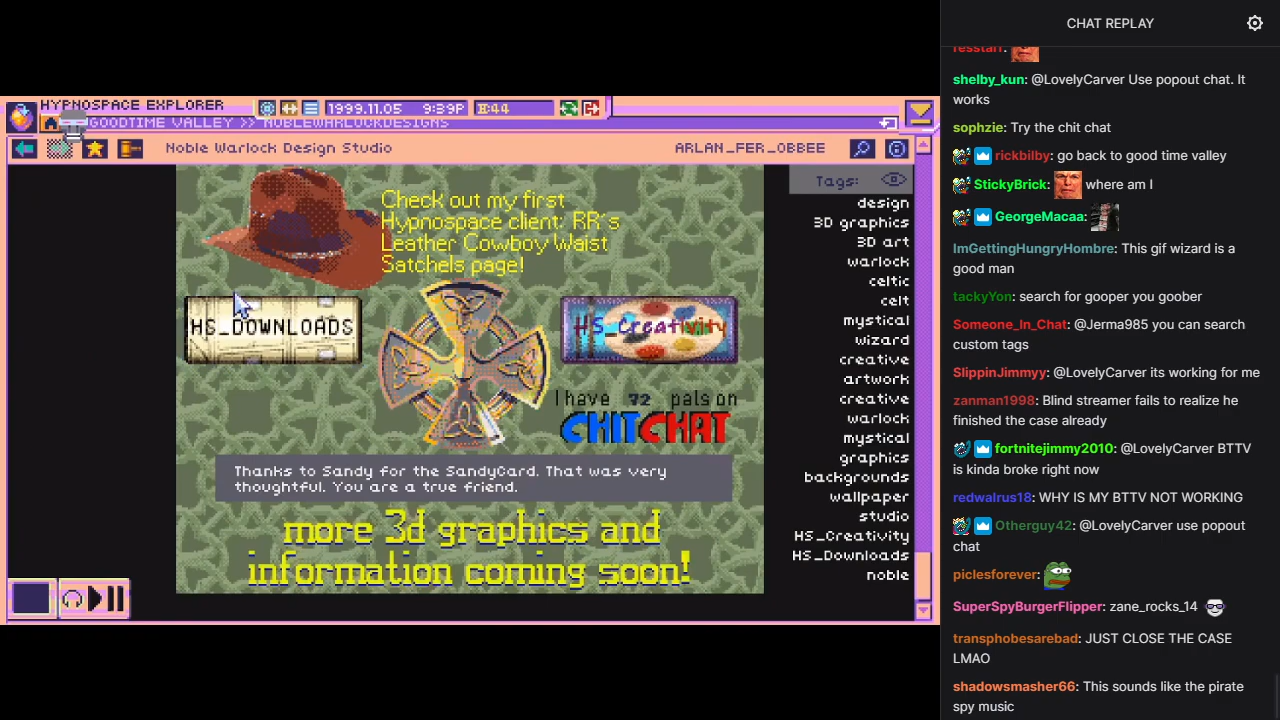 HYPNOSPACE EXPLORER
1999.11.05 9:39P
:44
GOODTIME VALLEY >> NOBLEWARLOCKDESIGNS
Noble Warlock Design Studio
ARLAN_FER_OBBEE
Check out my first
Hypnospace client: RR's
Leather Cowboy Waist
Satchels page!
HS_DOWNLOADS
HS_Creativity
I have 72 pals on
CHITCHAT
Thanks to Sandy for the SandyCard. That was very
thoughtful. You are a true friend.
more 3d graphics and
information coming soon!
Tags:
design
3D graphics
3D art
warlock
celtic
celt
mystical
wizard
creative
artwork
creative
warlock
mystical
graphics
backgrounds
wallpaper
studio
HS_Creativity
HS_Downloads
noble
CHAT REPLAY
shelby_kun: @LovelyCarver Use popout chat. It
works
sophzie: Try the chit chat
rickbilby: go back to good time valley
StickyBrick: where am I
GeorgeMacaa:
ImGettingHungryHombre: This gif wizard is a
good man
tackyYon: search for gooper you goober
Someone_In_Chat: @Jerma985 you can search
custom tags
SlippinJimmyy: @LovelyCarver its working for me
zanman1998: Blind streamer fails to realize he
finished the case already
fortnitejimmy2010: @LovelyCarver BTTV
is kinda broke right now
redwalrus18: WHY IS MY BTTV NOT WORKING
Otherguy42: @LovelyCarver use popout
chat
piclesforever:
SuperSpyBurgerFlipper: zane_rocks_14
transphobesarebad: JUST CLOSE THE CASE
LMAO
shadowsmasher66: This sounds like the pirate
spy music